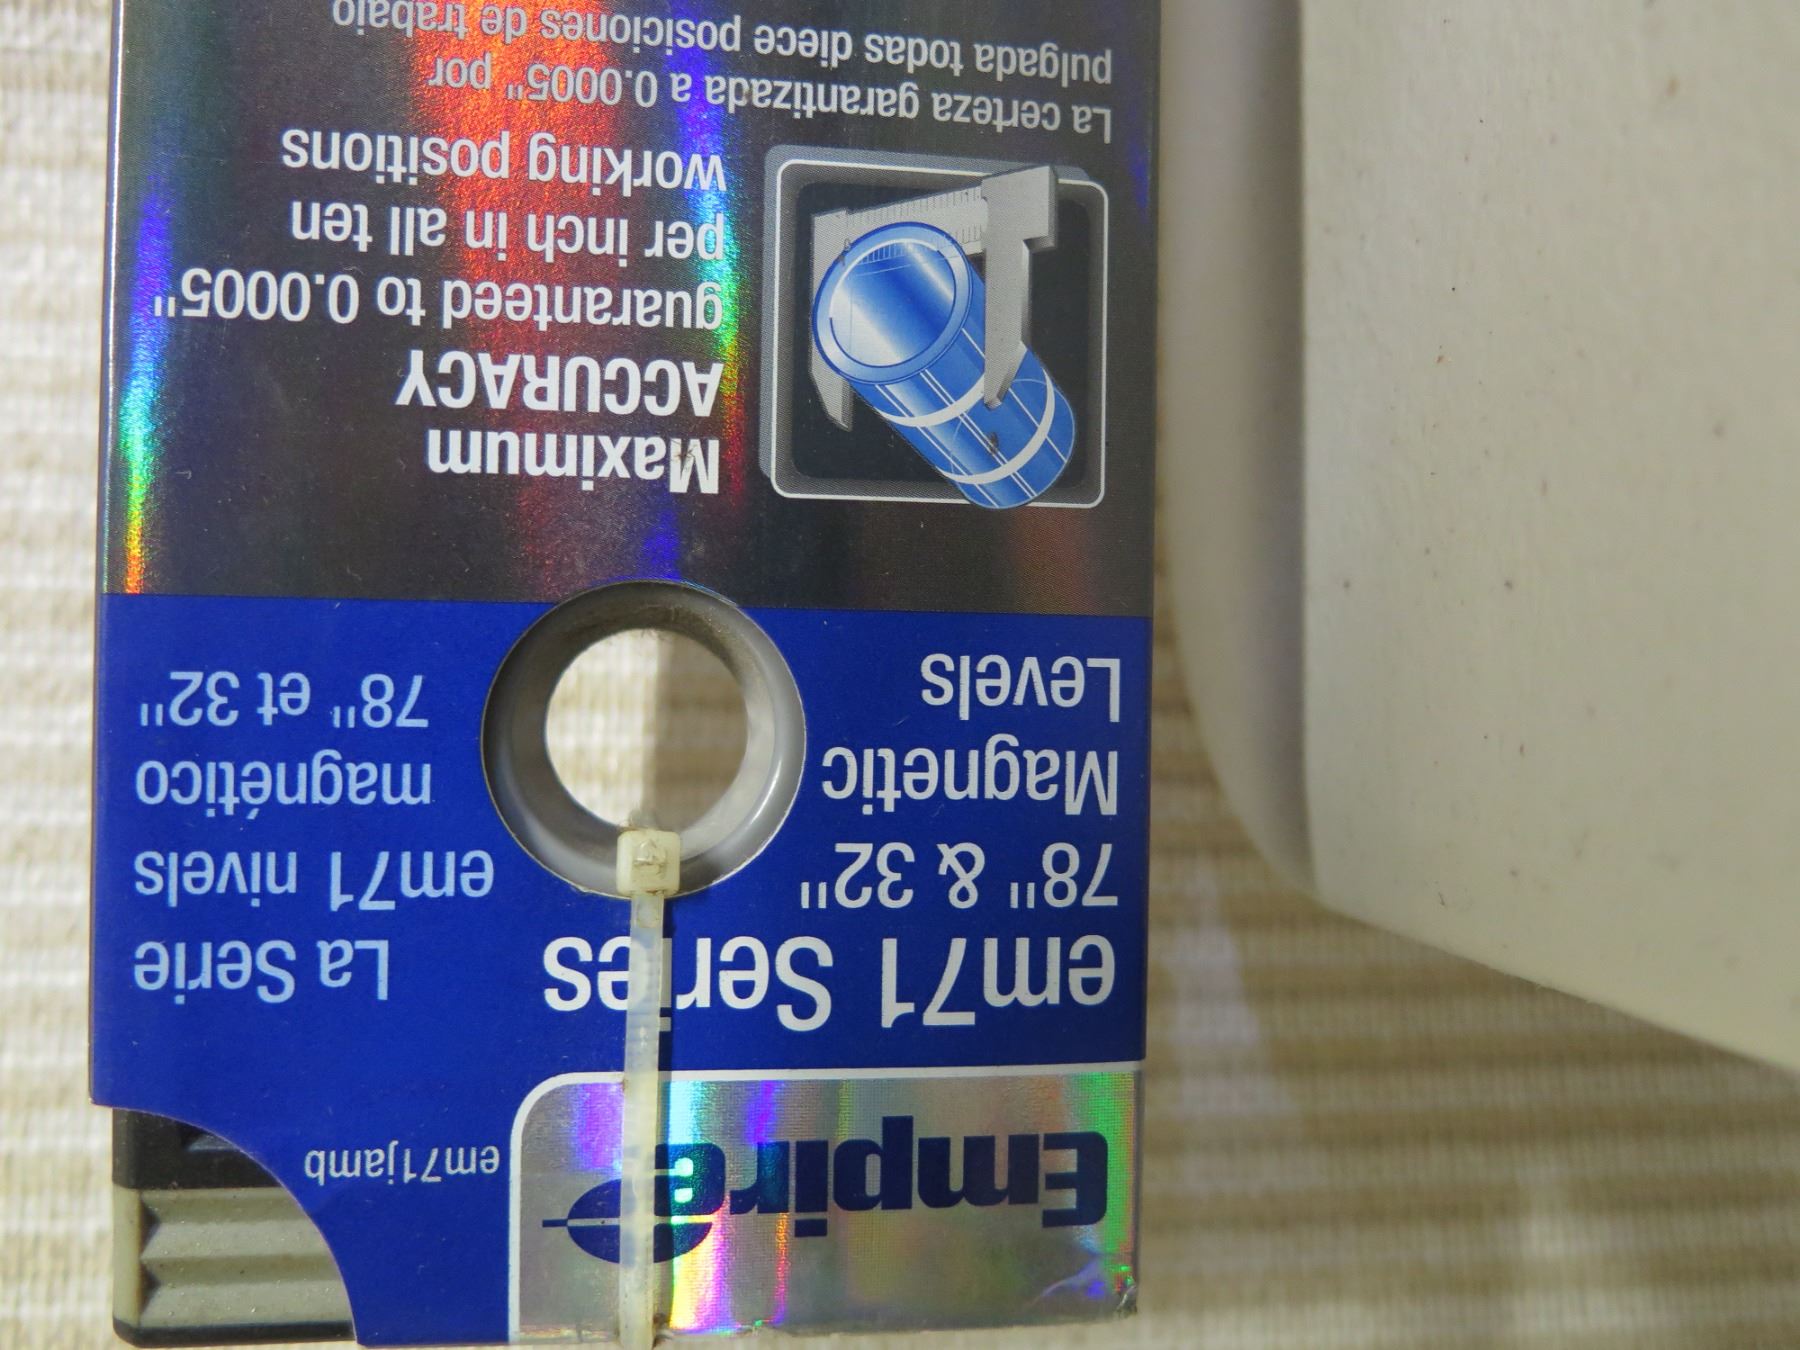 Empire
em71jamb
em71 Series
78" & 32"
Magnetic
Levels
La Serie
em71 nivels
magnético
78" et 32"
Maximum
ACCURACY
guaranteed to 0.0005"
per inch in all ten
working positions
La certeza garantizada a 0.0005" por
pulgada todas diece posiciones de trabajo